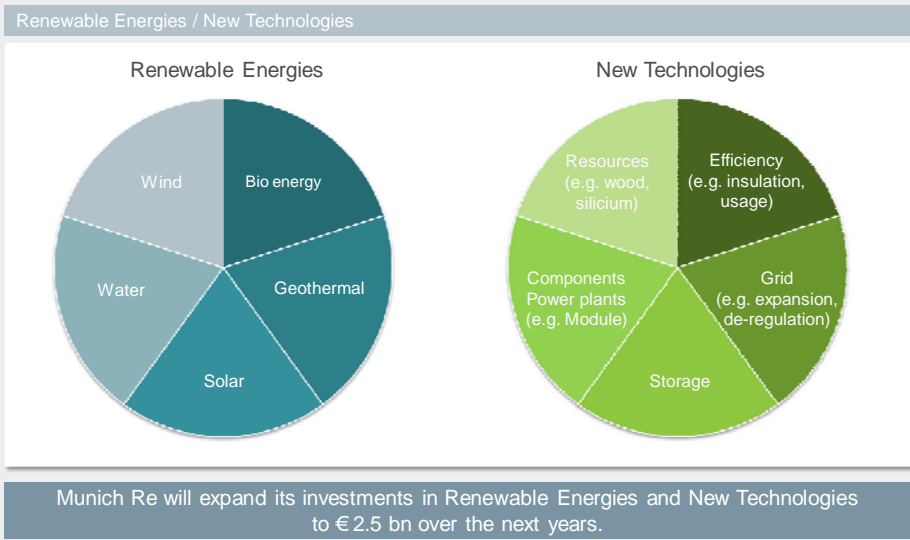 Renewable Energies / New Technologies
Renewable Energies
Wind
Bio energy
Water
Geothermal
Solar
New Technologies
Resources
(e.g. wood,
silicium)
Efficiency
(e.g. insulation,
usage)
Components
Power plants
(e.g. Module)
Grid
(e.g. expansion,
de-regulation)
Storage
Munich Re will expand its investments in Renewable Energies and New Technologies
to € 2.5 bn over the next years.